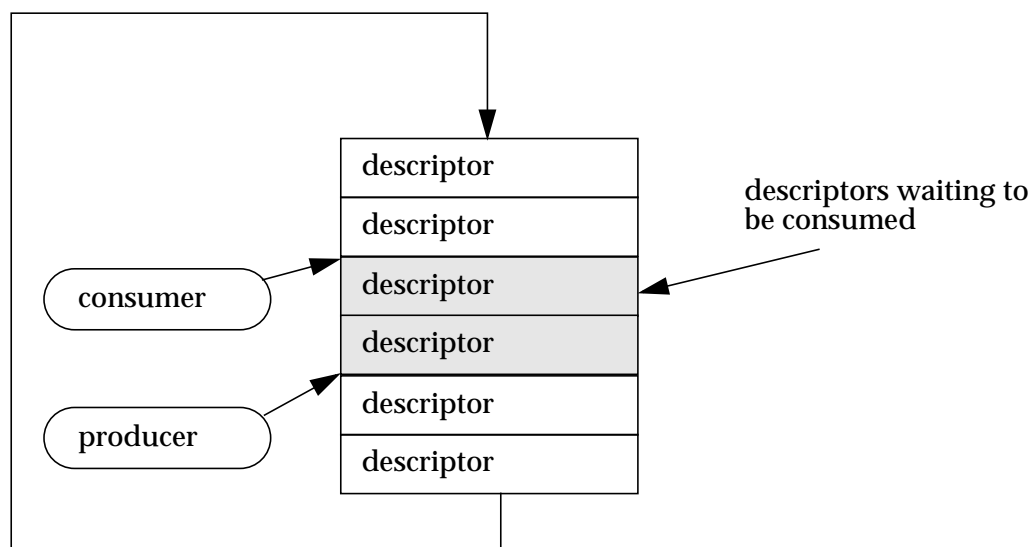 descriptor
descriptor
descriptors waiting to
be consumed
consumer
descriptor
descriptor
producer
descriptor
descriptor